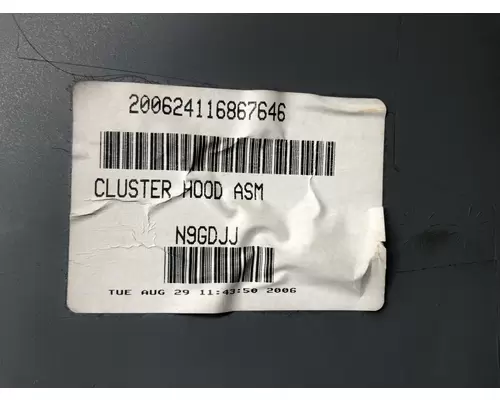 200624116867646
CLUSTER HOOD ASM
N9GDJJ
TUE AUG 29 11:43:50 2006